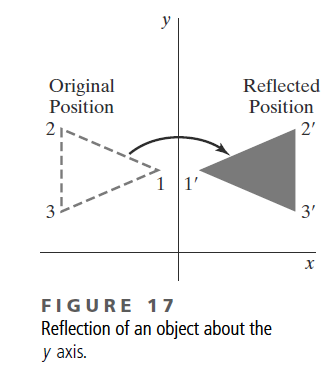 y
Original
Position
Reflected
Position
2
2′
1
1′
3
3′
x
FIGURE 17
Reflection of an object about the
y axis.